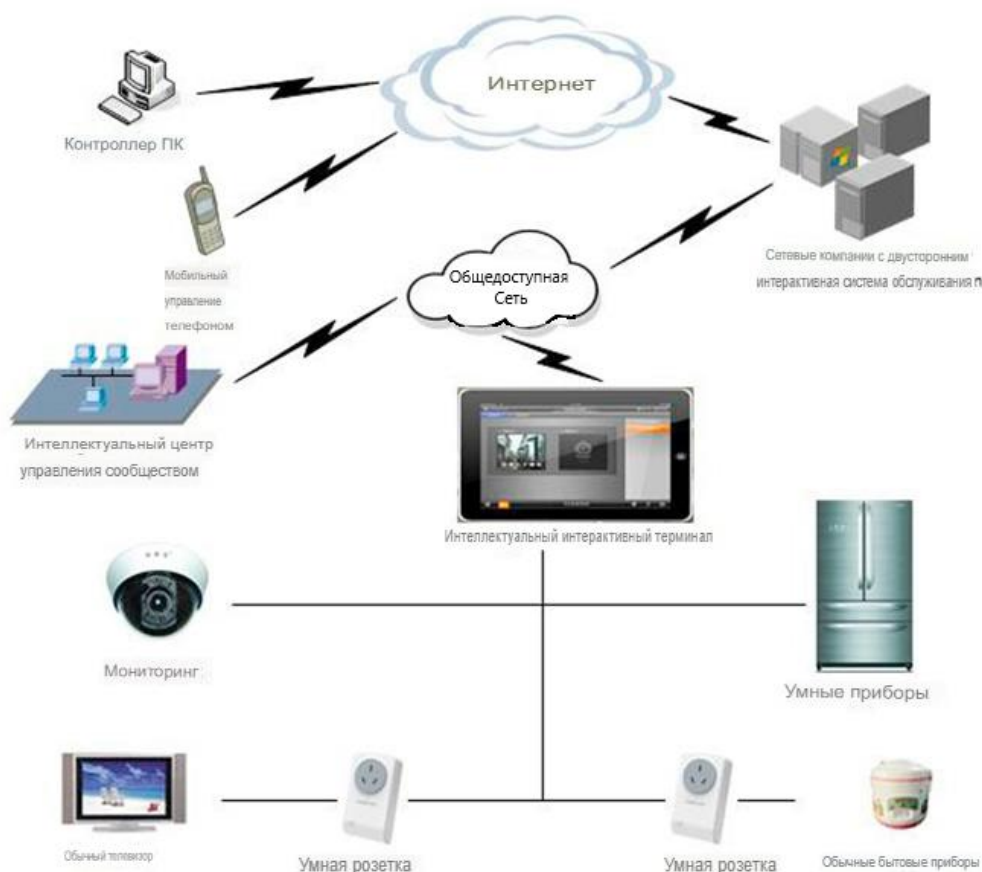 Интернет
Контроллер ПК
Мобильный
управление
телефоном
Общедоступная
Сеть
Сетевые компании с двусторонним
интерактивная система обслуживания п
Интеллектуальный центр
управления сообществом
Интеллектуальный интерактивный терминал
Мониторинг
Умные приборы
Обычный телевизор
Умная розетка
Умная розетка
Обычные бытовые приборы